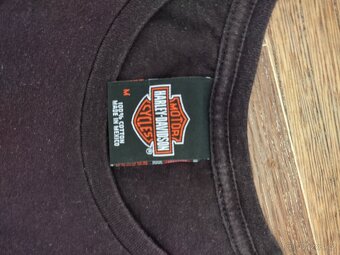 MOTOR
HARLEY-DAVIDSON
CYCLES
®
M
100% COTTON
MADE IN MEXICO